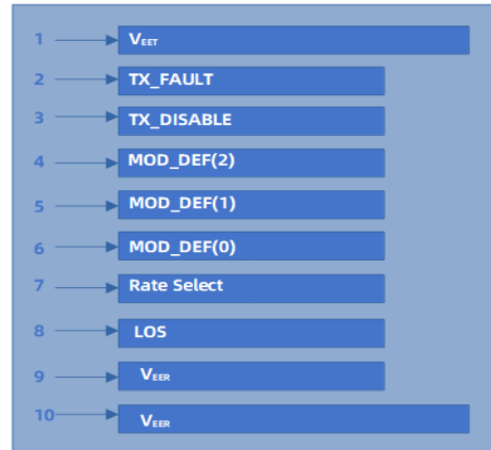 1 VEET
2 TX_FAULT
3 TX_DISABLE
4 MOD_DEF(2)
5 MOD_DEF(1)
6 MOD_DEF(0)
7 Rate Select
8 LOS
9 VEER
10 VEER